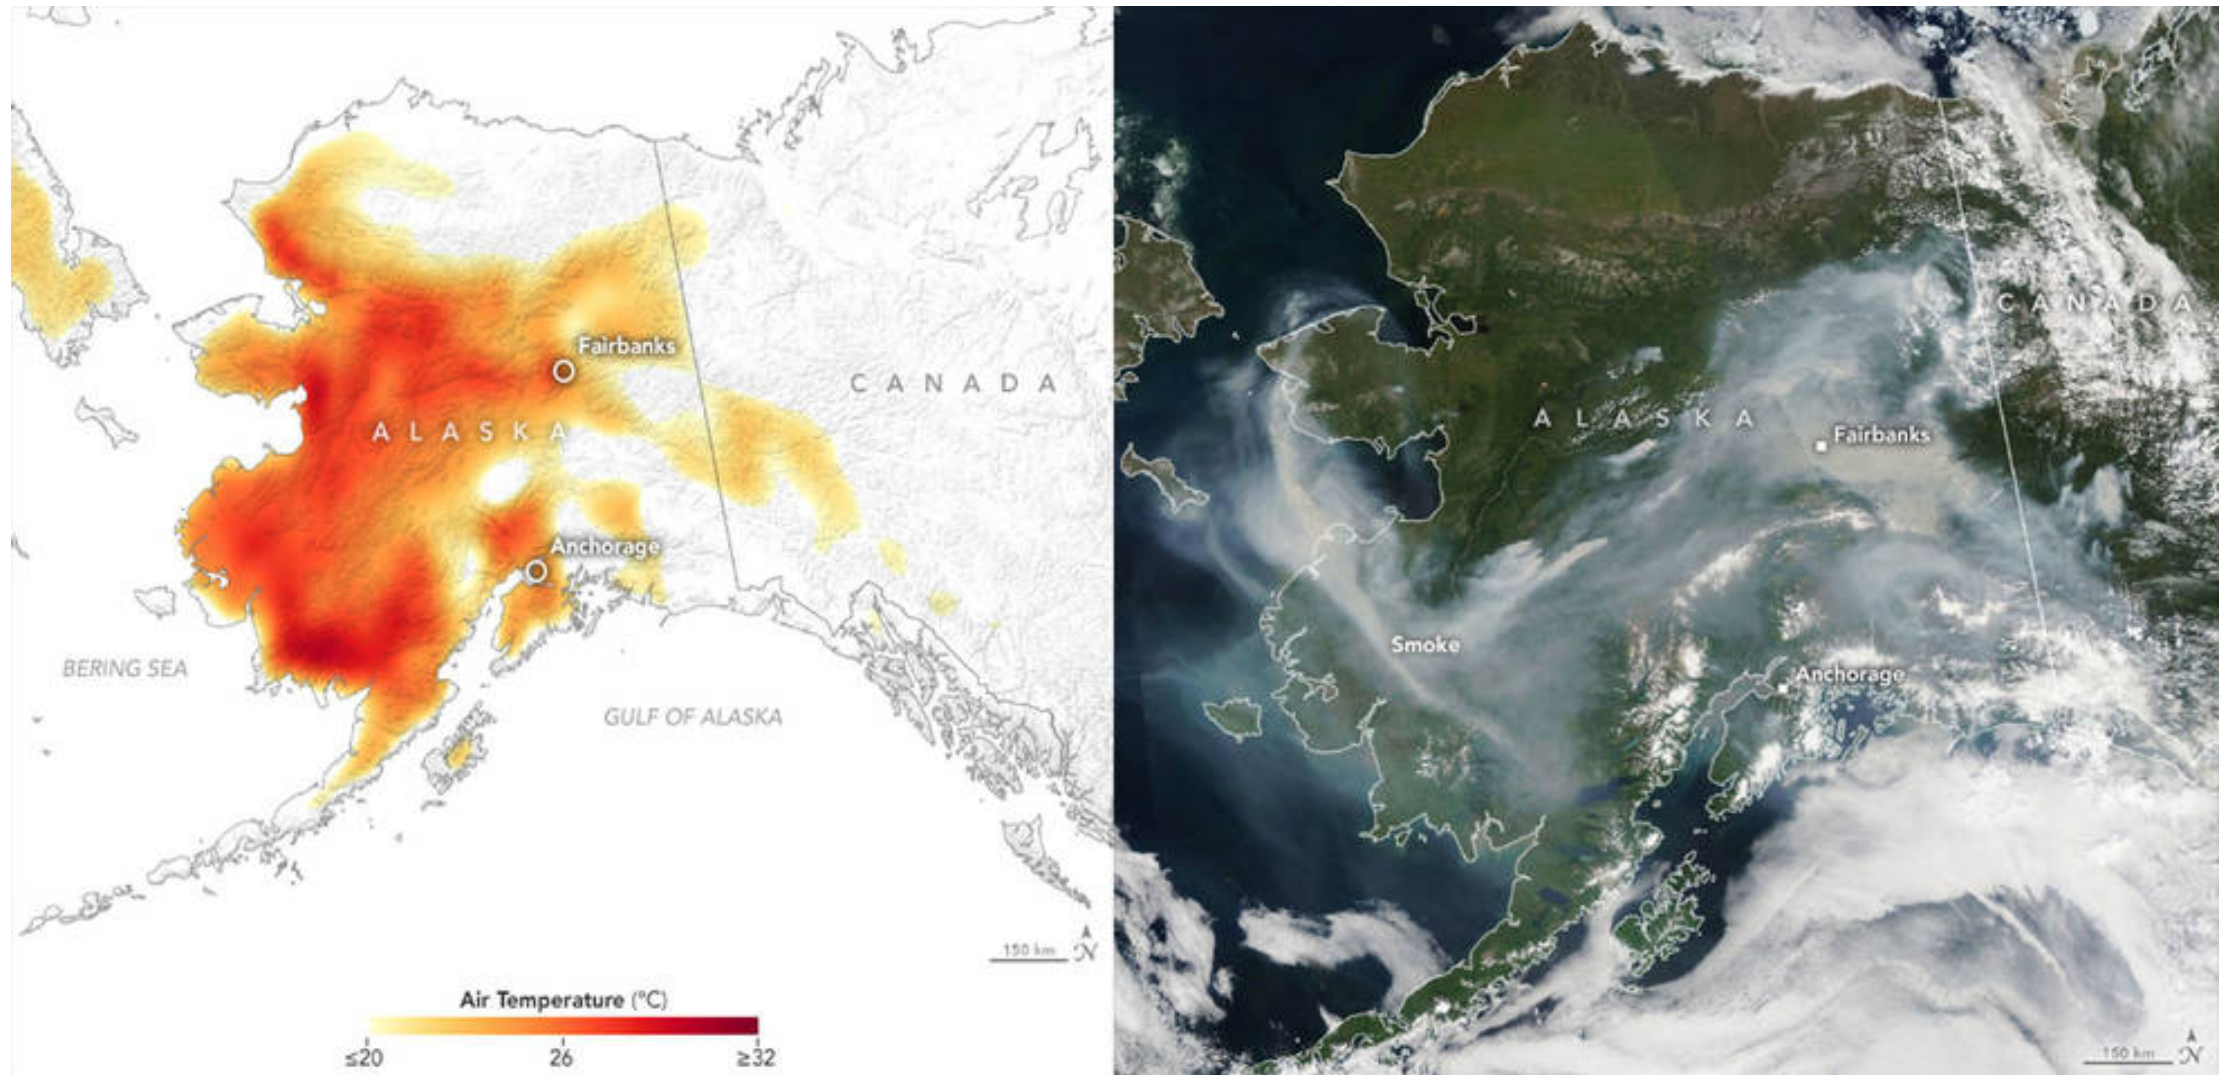 Fairbanks
CANADA
ALASKA
Anchorage
BERING SEA
GULF OF ALASKA
150 km
N
Air Temperature (°C)
≤20 26 ≥32
CANADA
ALASKA
Fairbanks
Smoke
Anchorage
150 km
N